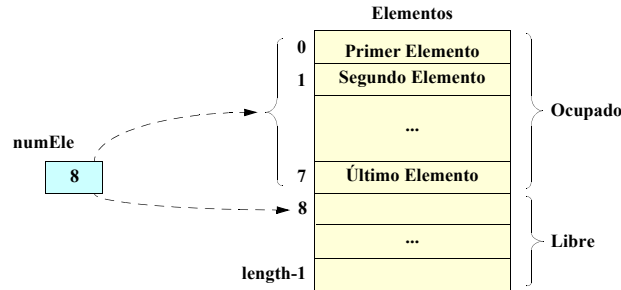 Elementos
0
Primer Elemento
1
Segundo Elemento
...
Ocupado
numEle
8
7
Último Elemento
8
...
Libre
length-1